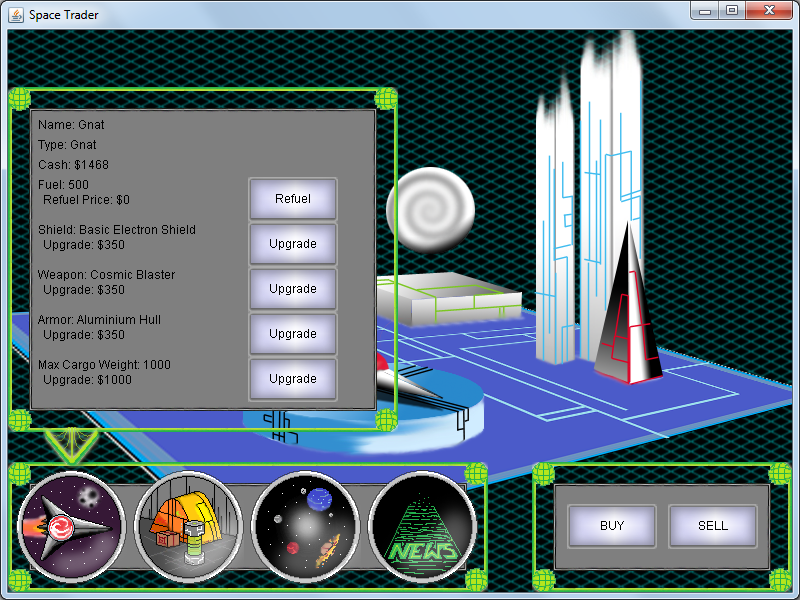 Space Trader
Name: Gnat
Type: Gnat
Cash: $1468
Fuel: 500
Refuel Price: $0
Refuel
Shield: Basic Electron Shield
Upgrade: $350
Upgrade
Weapon: Cosmic Blaster
Upgrade: $350
Upgrade
Armor: Aluminium Hull
Upgrade: $350
Upgrade
Max Cargo Weight: 1000
Upgrade: $1000
Upgrade
NEWS
BUY
SELL